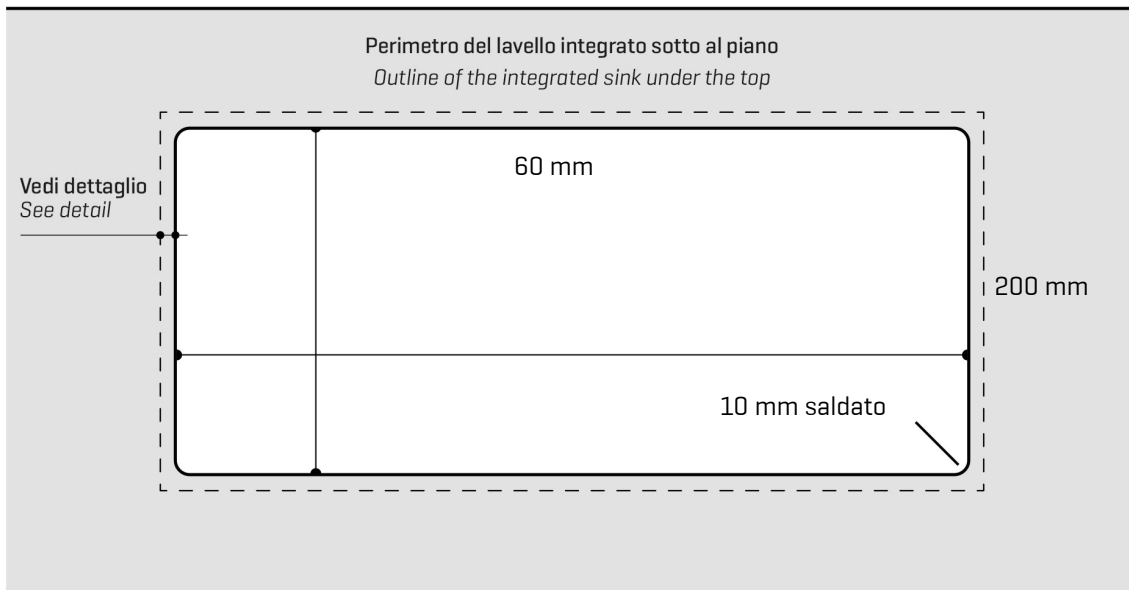 Perimetro del lavello integrato sotto al piano
Outline of the integrated sink under the top
60 mm
Vedi dettaglio
See detail
200 mm
10 mm saldato